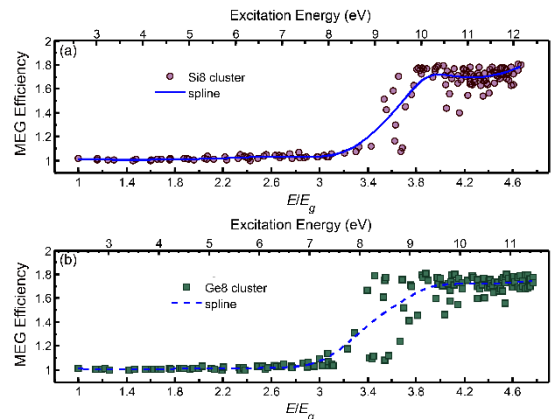 Excitation Energy (eV)
3 4 5 6 7 8 9 10 11 12
(a)
MEG Efficiency
2
1.8
1.6
1.4
1.2
1
Si8 cluster
spline
1 1.4 1.8 2.2 2.6 3 3.4 3.8 4.2 4.6
E/Eg
Excitation Energy (eV)
3 4 5 6 7 8 9 10 11
(b)
MEG Efficiency
2
1.8
1.6
1.4
1.2
1
Ge8 cluster
spline
1 1.4 1.8 2.2 2.6 3 3.4 3.8 4.2 4.6
E/Eg